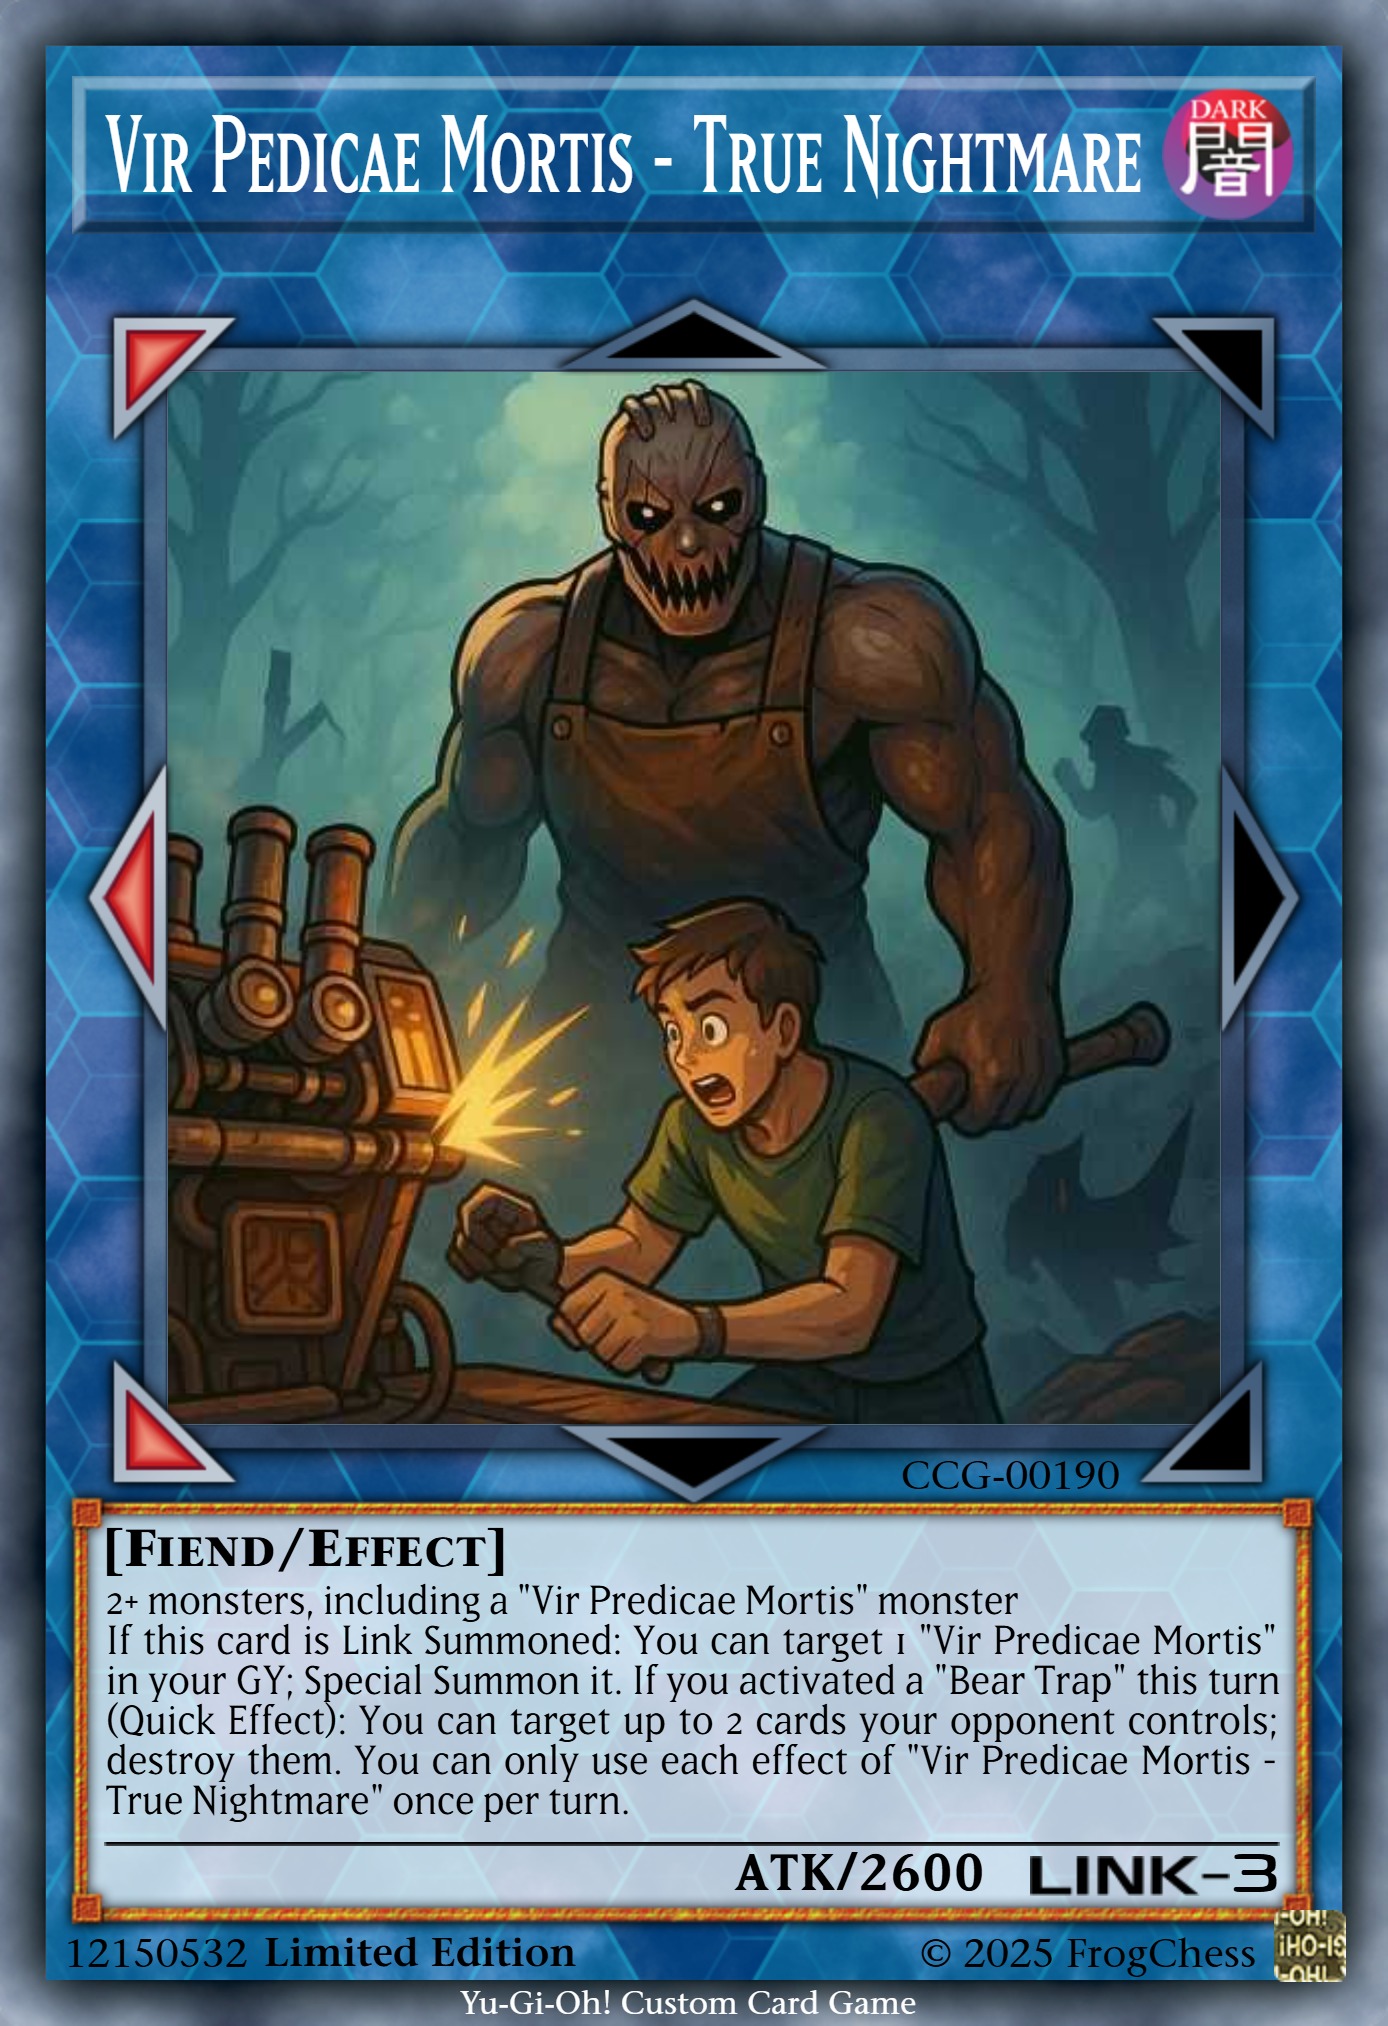 Vir Pedicae Mortis - True Nightmare
DARK
闇
CCG-00190
[Fiend/Effect]
2+ monsters, including a "Vir Predicae Mortis" monster
If this card is Link Summoned: You can target 1 "Vir Predicae Mortis"
in your GY; Special Summon it. If you activated a "Bear Trap" this turn
(Quick Effect): You can target up to 2 cards your opponent controls;
destroy them. You can only use each effect of "Vir Predicae Mortis -
True Nightmare" once per turn.
ATK/2600 LINK-3
12150532 Limited Edition
© 2025 FrogChess
Yu-Gi-Oh! Custom Card Game